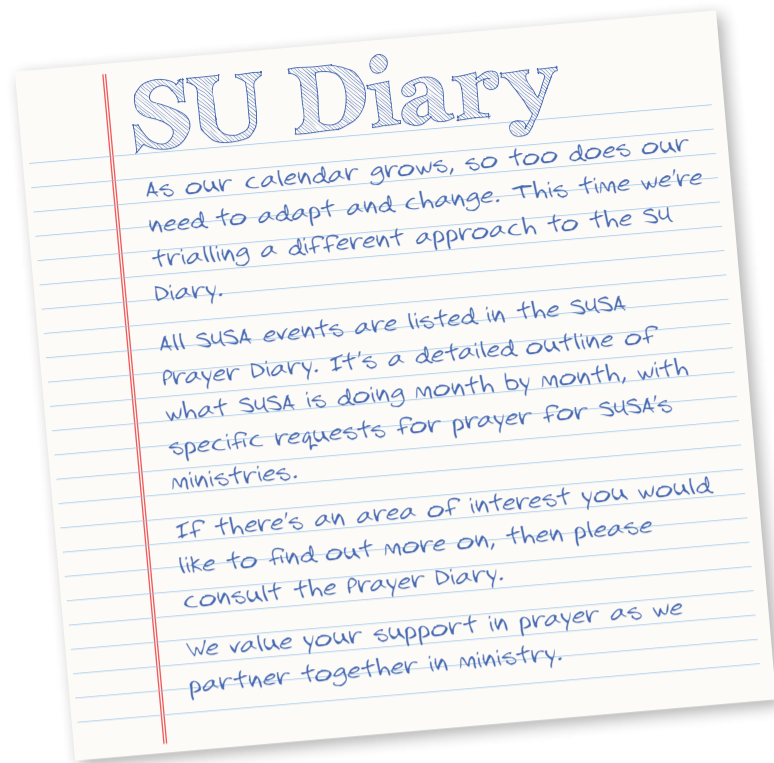 SU Diary
As our calendar grows, so too does our
need to adapt and change. This time we're
trialling a different approach to the SU
Diary.
All SUSA events are listed in the SUSA
Prayer Diary. It's a detailed outline of
what SUSA is doing month by month, with
specific requests for prayer for SUSA's
ministries.
If there's an area of interest you would
like to find out more on, then please
consult the Prayer Diary.
We value your support in prayer as we
partner together in ministry.